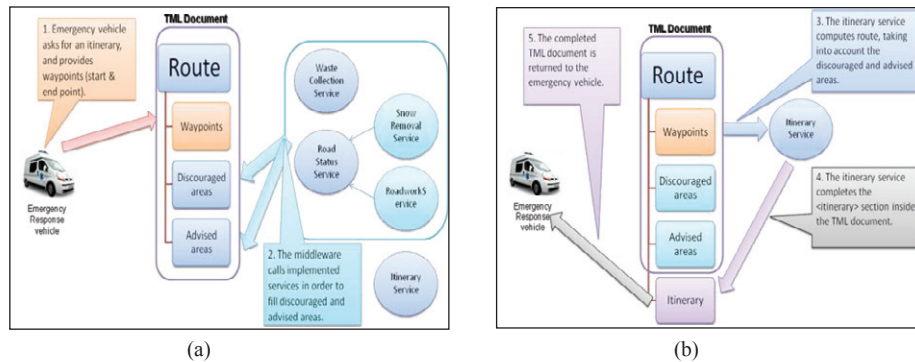 TML Document
1. Emergency vehicle
asks for an itinerary,
and provides
waypoints (start &
end point).
Route
Waypoints
Discouraged
areas
Advised
areas
Emergency
Response
vehicle
Waste
Collection
Service
Snow
Removal
Service
Road
Status
Service
RoadworkS
ervice
2. The middleware
calls implemented
services in order to
fill discouraged and
advised areas.
Itinerary
Service
(a)
TML Document
5. The completed
TML document is
returned to the
emergency vehicle.
Route
Waypoints
Discouraged
areas
Advised
areas
Itinerary
Emergency
Response
vehicle
3. The itinerary service
computes route, taking
into account the
discouraged and advised
areas.
Itinerary
Service
4. The itinerary service
completes the
<itinerary> section inside
the TML document.
(b)